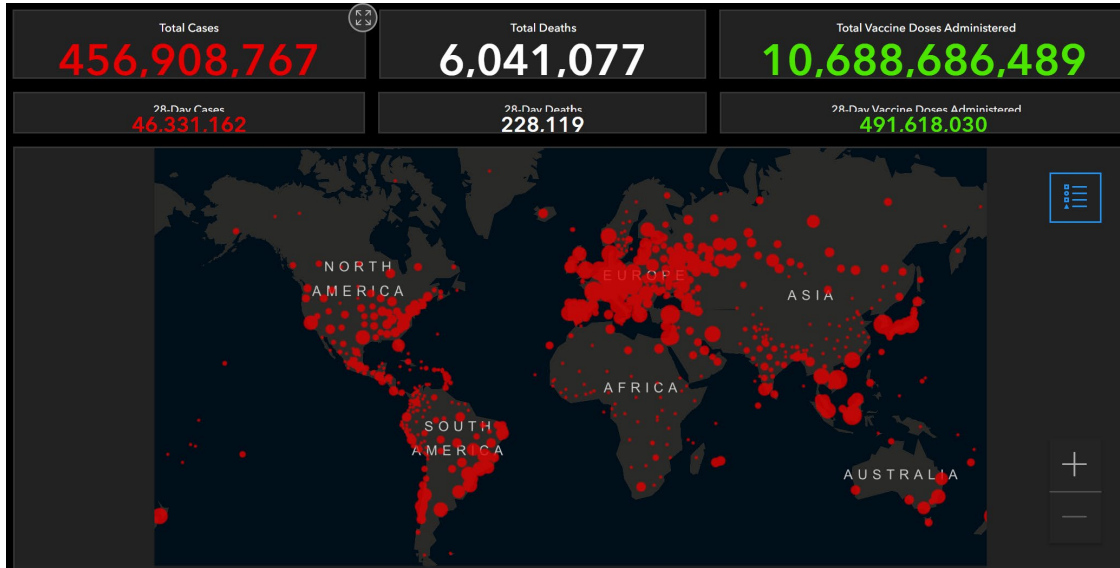 Total Cases
456,908,767
Total Deaths
6,041,077
Total Vaccine Doses Administered
10,688,686,489
28-Day Cases
46,331,162
28-Day Deaths
228,119
28-Day Vaccine Doses Administered
491,618,030
NORTH
AMERICA
EUROPE
ASIA
AFRICA
SOUTH
AMERICA
AUSTRALIA